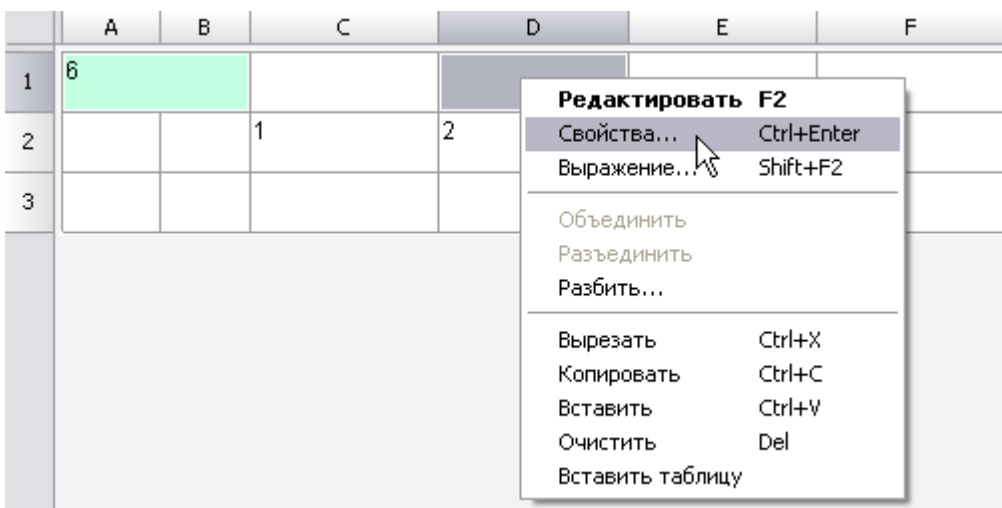 A B C D E F
1 6
2 1 2
3
Редактировать F2
Свойства... Ctrl+Enter
Выражение... Shift+F2
Объединить
Разъединить
Разбить...
Вырезать Ctrl+X
Копировать Ctrl+C
Вставить Ctrl+V
Очистить Del
Вставить таблицу